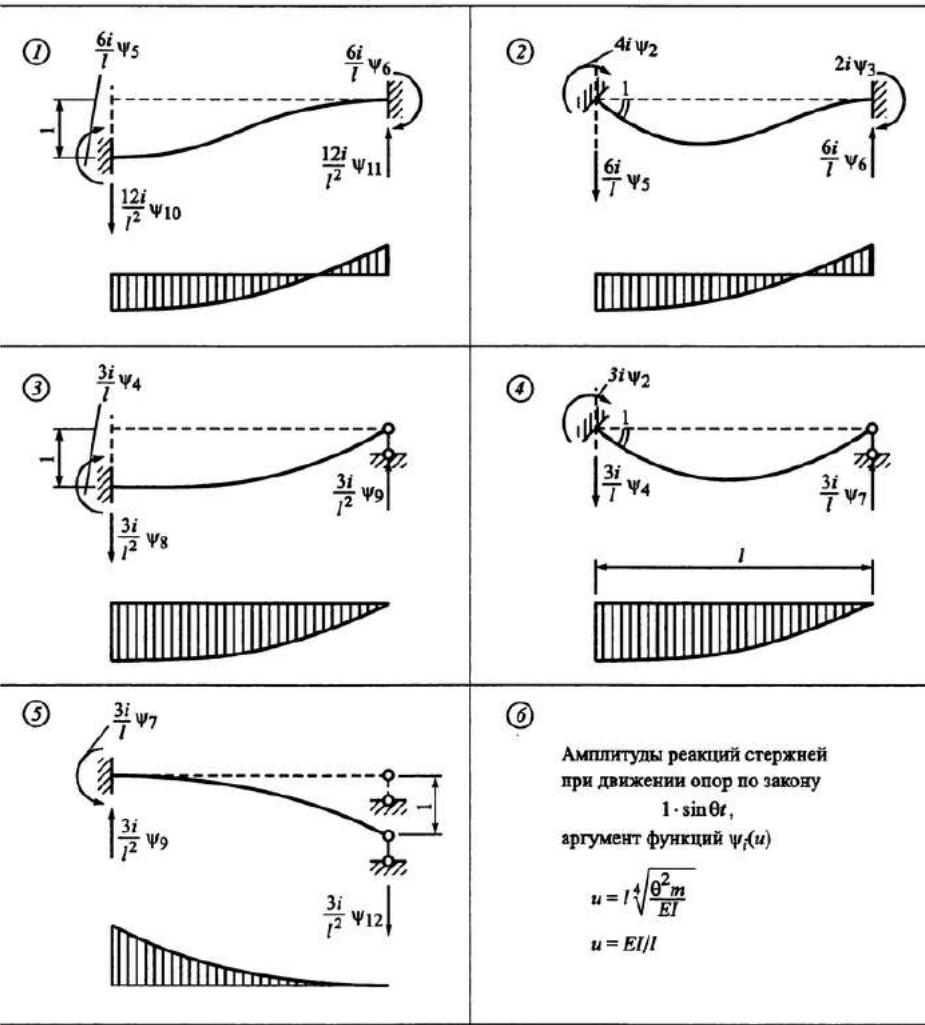 1
6i/l ψ5
6i/l ψ6
1
12i/l² ψ11
12i/l² ψ10
2
4i ψ2
2i ψ3
1
6i/l ψ5
6i/l ψ6
3
3i/l ψ4
1
3i/l² ψ9
3i/l² ψ8
4
3i ψ2
1
3i/l ψ4
3i/l ψ7
l
5
3i/l ψ7
1
3i/l² ψ9
3i/l² ψ12
6
Амплитуды реакций стержней
при движении опор по закону
1 · sin θt,
аргумент функций ψi(u)
u = l ∜(θ²m/EI)
u = EI/l